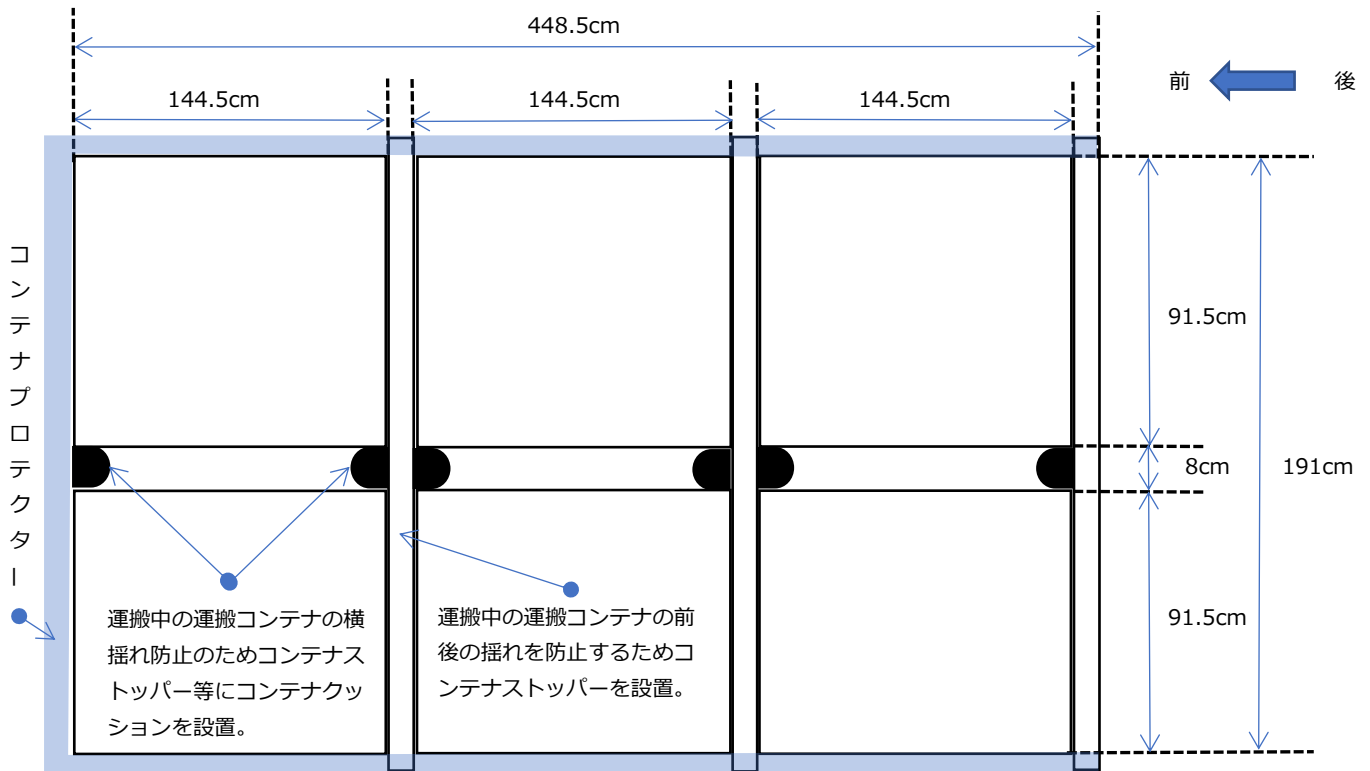 448.5cm
前
後
144.5cm
144.5cm
144.5cm
コンテナプロテクター
91.5cm
8cm
191cm
91.5cm
運搬中の運搬コンテナの横
揺れ防止のためコンテナス
トッパー等にコンテナクッ
ションを設置。
運搬中の運搬コンテナの前
後の揺れを防止するためコ
ンテナストッパーを設置。